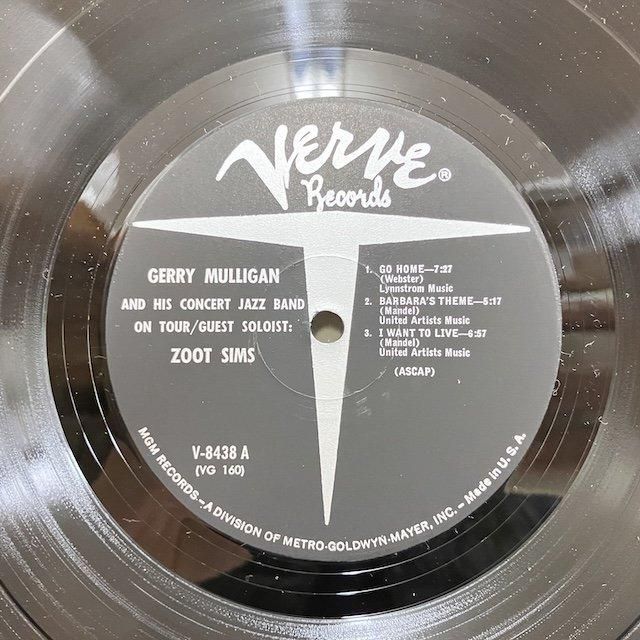 Verve ®
Records
GERRY MULLIGAN
AND HIS CONCERT JAZZ BAND
ON TOUR/GUEST SOLOIST:
ZOOT SIMS
1. GO HOME—7:27
(Webster)
Lynnstrom Music
2. BARBARA'S THEME—5:17
(Mandel)
United Artists Music
3. I WANT TO LIVE—6:57
(Mandel)
United Artists Music
(ASCAP)
V-8438 A
(VG 160)
MGM RECORDS—A DIVISION OF METRO-GOLDWYN-MAYER, INC.—Made in U. S. A.